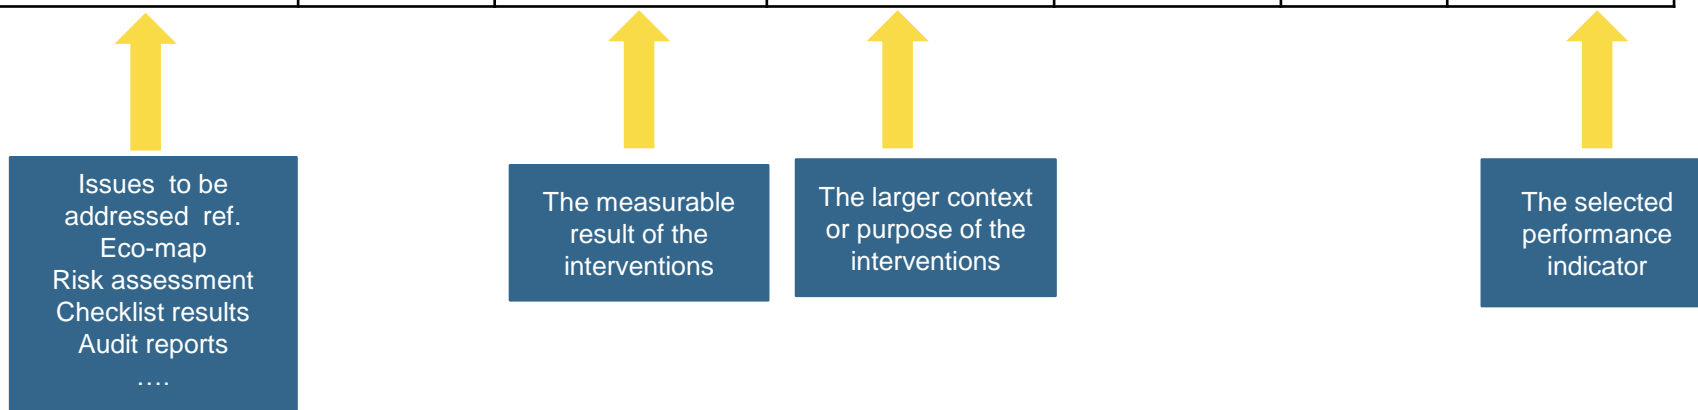 Issues to be
addressed ref.
Eco-map
Risk assessment
Checklist results
Audit reports
….
The measurable
result of the
interventions
The larger context
or purpose of the
interventions
The selected
performance
indicator